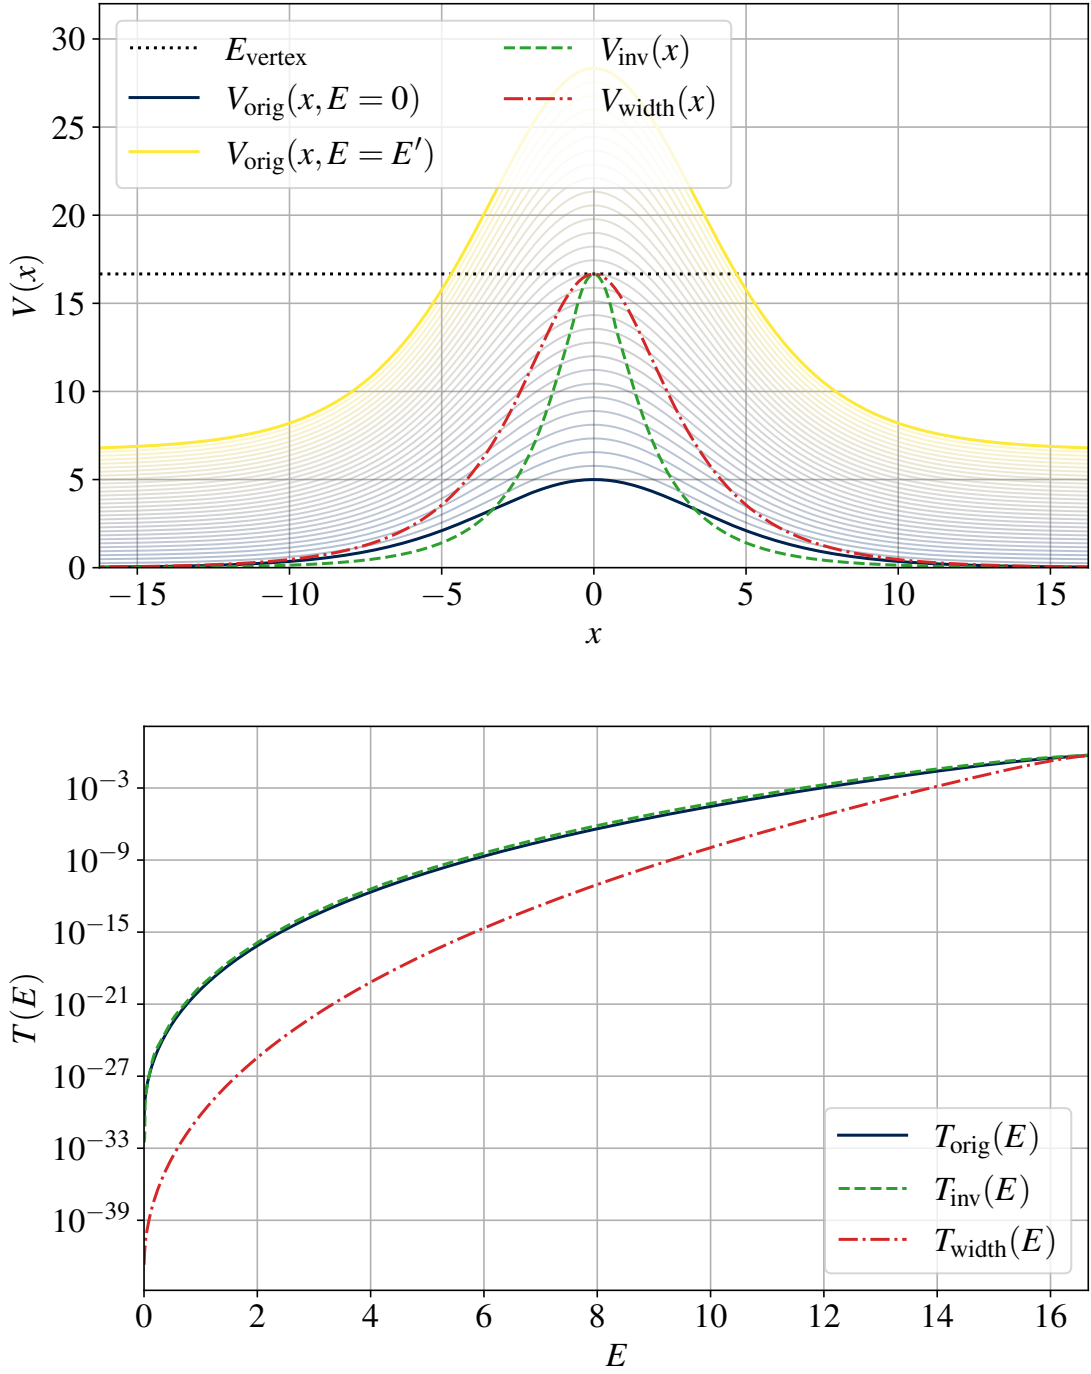 30
25
20
15
10
5
0
V(x)
E_vertex
V_orig(x, E = 0)
V_orig(x, E = E′)
V_inv(x)
V_width(x)
−15 −10 −5 0 5 10 15
x
10^−3
10^−9
10^−15
10^−21
10^−27
10^−33
10^−39
T(E)
T_orig(E)
T_inv(E)
T_width(E)
0 2 4 6 8 10 12 14 16
E